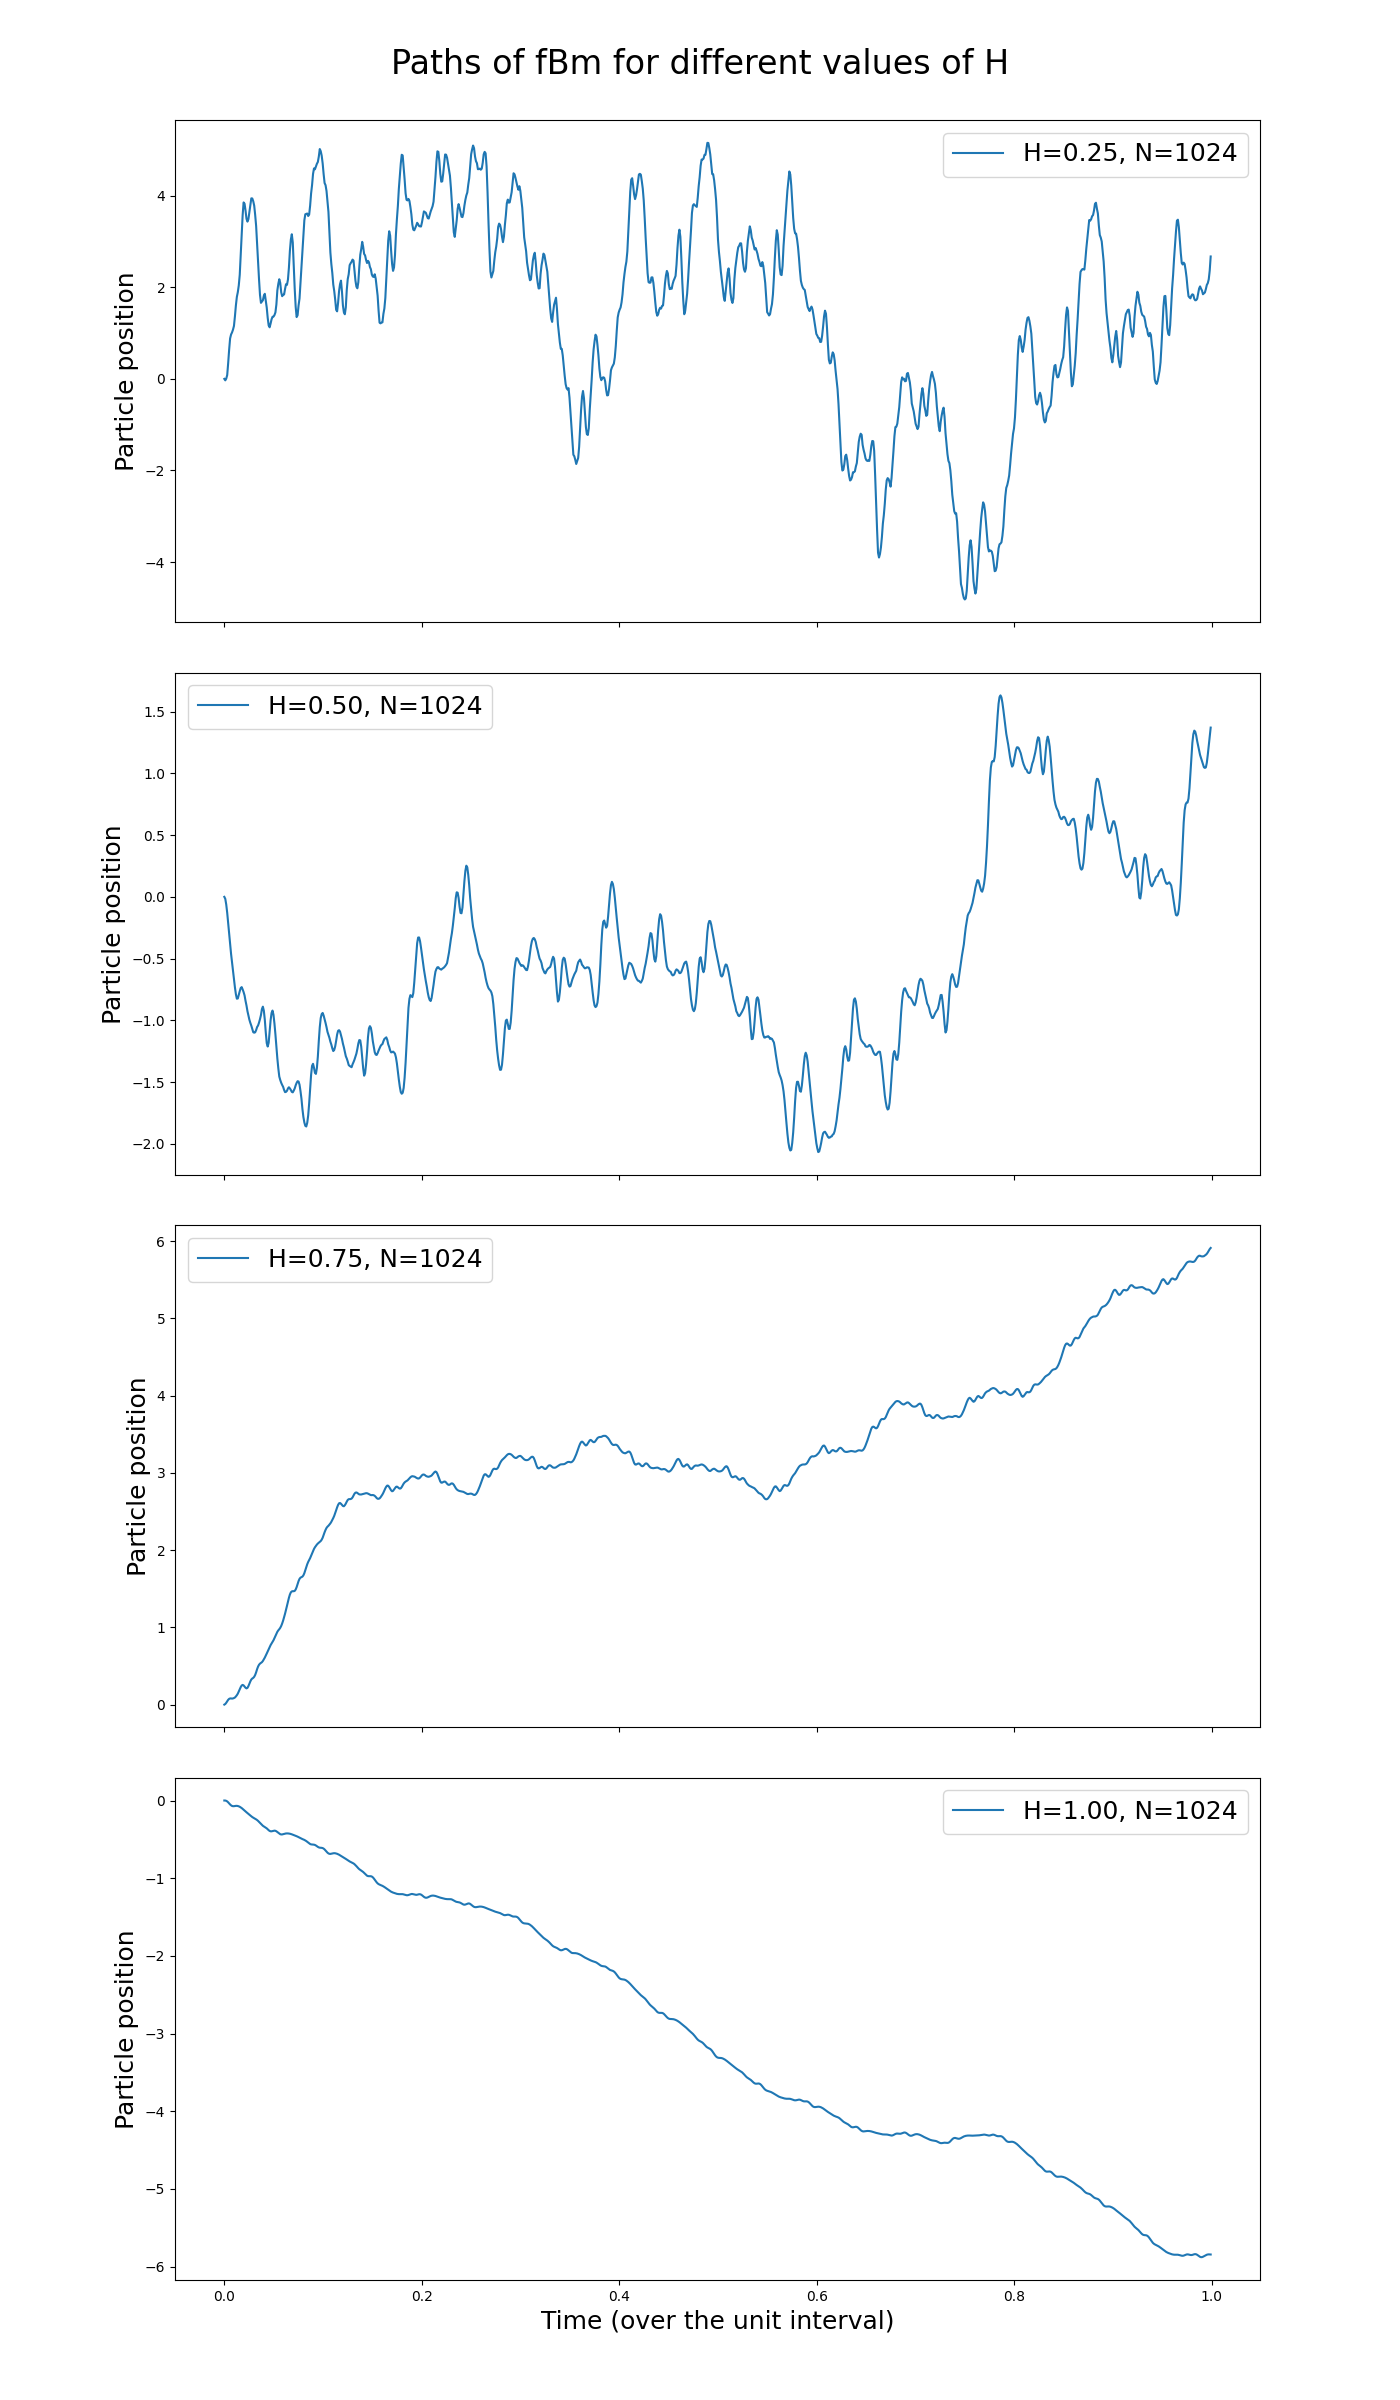 Paths of fBm for different values of H
H=0.25, N=1024
4
2
0
−2
−4
Particle position
H=0.50, N=1024
1.5
1.0
0.5
0.0
−0.5
−1.0
−1.5
−2.0
Particle position
H=0.75, N=1024
6
5
4
3
2
1
0
Particle position
H=1.00, N=1024
0
−1
−2
−3
−4
−5
−6
Particle position
0.0 0.2 0.4 0.6 0.8 1.0
Time (over the unit interval)